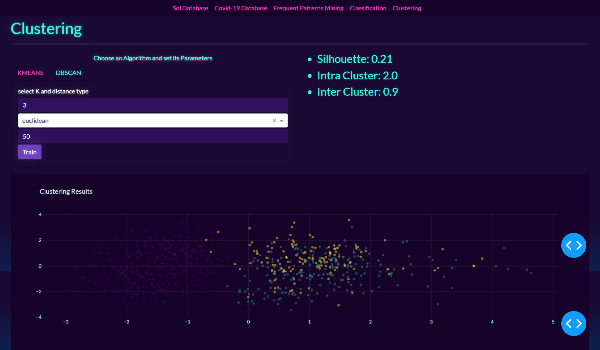 Sol Database Covid-19 Database Frequent Patterns Mining Classification Clustering
Clustering
Choose an Algorithm and set its Parameters
KMEANS DBSCAN
select K and distance type
3
euclidean
50
Train
Silhouette: 0.21
Intra Cluster: 2.0
Inter Cluster: 0.9
Clustering Results
4
2
0
−2
−4
−3 −2 −1 0 1 2 3 4 5